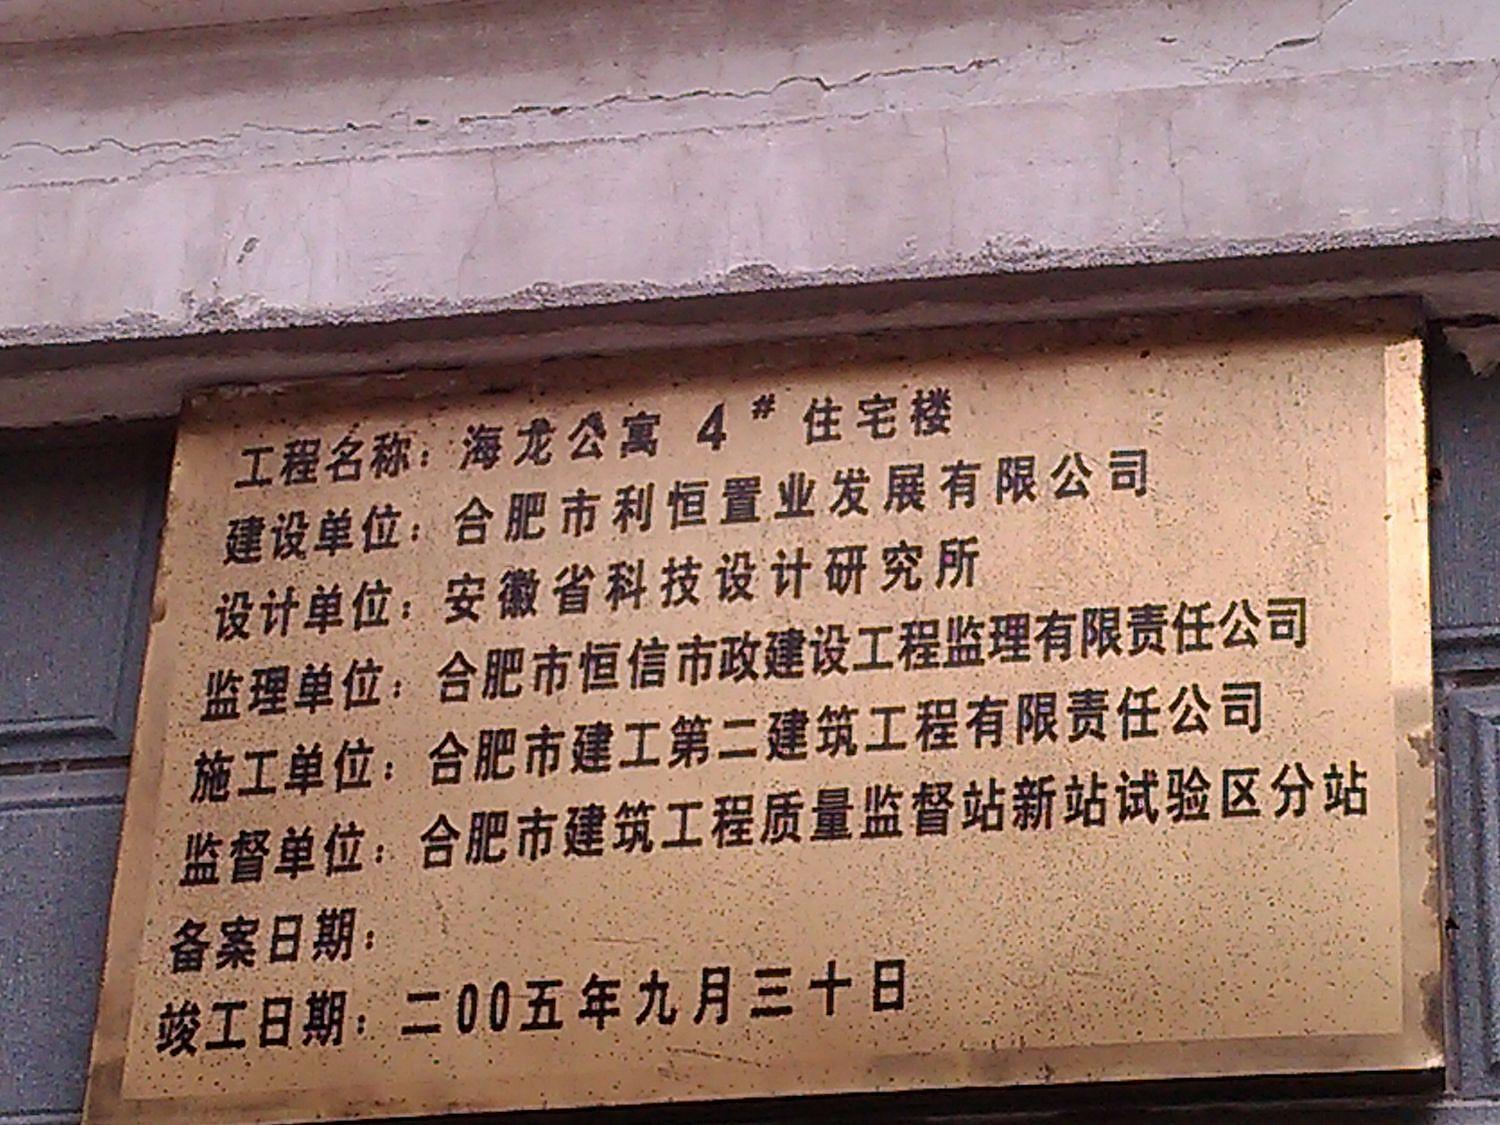 工程名称：海龙公寓 4# 住宅楼
建设单位：合肥市利恒置业发展有限公司
设计单位：安徽省科技设计研究所
监理单位：合肥市恒信市政建设工程监理有限责任公司
施工单位：合肥市建工第二建筑工程有限责任公司
监督单位：合肥市建筑工程质量监督站新站试验区分站
备案日期：
竣工日期：二00五年九月三十日